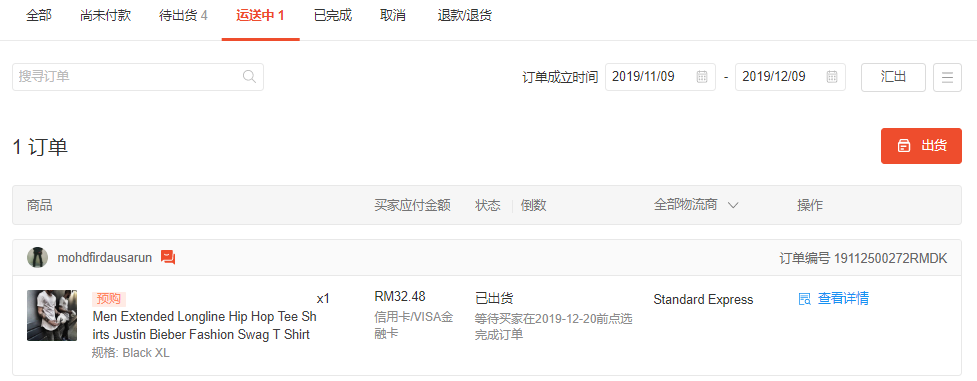 全部 尚未付款 待出货 4 运送中 1 已完成 取消 退款/退货
搜寻订单 订单成立时间 2019/11/09 - 2019/12/09 汇出
1 订单 出货
商品 买家应付金额 状态 倒数 全部物流商 操作
mohdfirdausarun 订单编号 19112500272RMDK
预购 x1 RM32.48 已出货 Standard Express 查看详情
Men Extended Longline Hip Hop Tee Sh 信用卡/VISA金 等待买家在2019-12-20前点选
irts Justin Bieber Fashion Swag T Shirt 融卡 完成订单
规格: Black XL